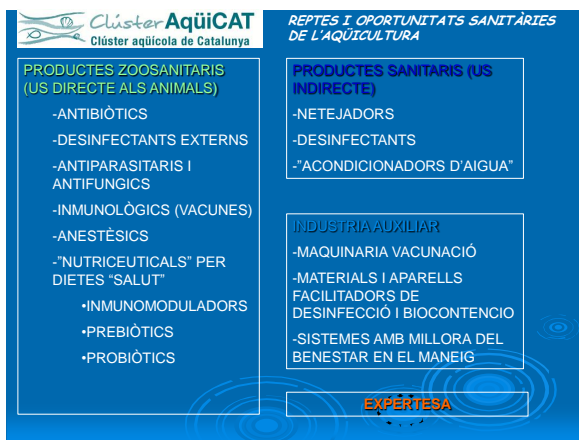 Clúster AqüiCAT
Clúster aqüícola de Catalunya
REPTES I OPORTUNITATS SANITÀRIES
DE L'AQÜICULTURA
PRODUCTES ZOOSANITARIS
(US DIRECTE ALS ANIMALS)
-ANTIBIÒTICS
-DESINFECTANTS EXTERNS
-ANTIPARASITARIS I
ANTIFUNGICS
-INMUNOLÒGICS (VACUNES)
-ANESTÈSICS
-"NUTRICEUTICALS" PER
DIETES "SALUT"
•INMUNOMODULADORS
•PREBIÒTICS
•PROBIÒTICS
PRODUCTES SANITARIS (US
INDIRECTE)
-NETEJADORS
-DESINFECTANTS
-"ACONDICIONADORS D'AIGUA"
INDUSTRIA AUXILIAR
-MAQUINARIA VACUNACIÓ
-MATERIALS I APARELLS
FACILITADORS DE
DESINFECCIÓ I BIOCONTENCIO
-SISTEMES AMB MILLORA DEL
BENESTAR EN EL MANEIG
EXPERTESA